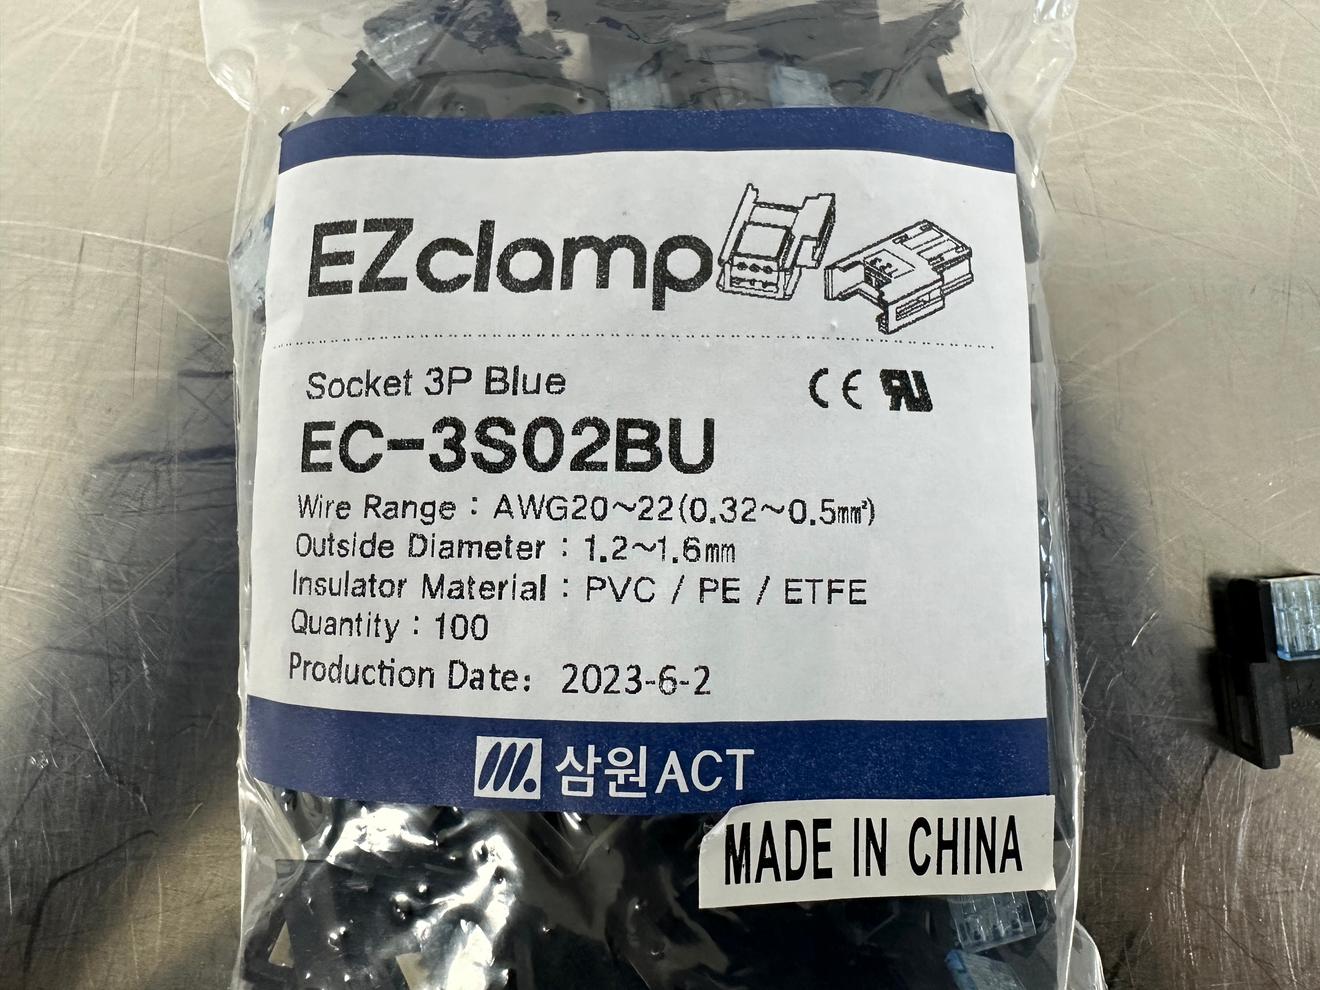 EZclamp
Socket 3P Blue
CE RU
EC-3S02BU
Wire Range : AWG20~22(0.32~0.5㎟)
Outside Diameter : 1.2~1.6㎜
Insulator Material : PVC / PE / ETFE
Quantity : 100
Production Date: 2023-6-2
삼원ACT
MADE IN CHINA